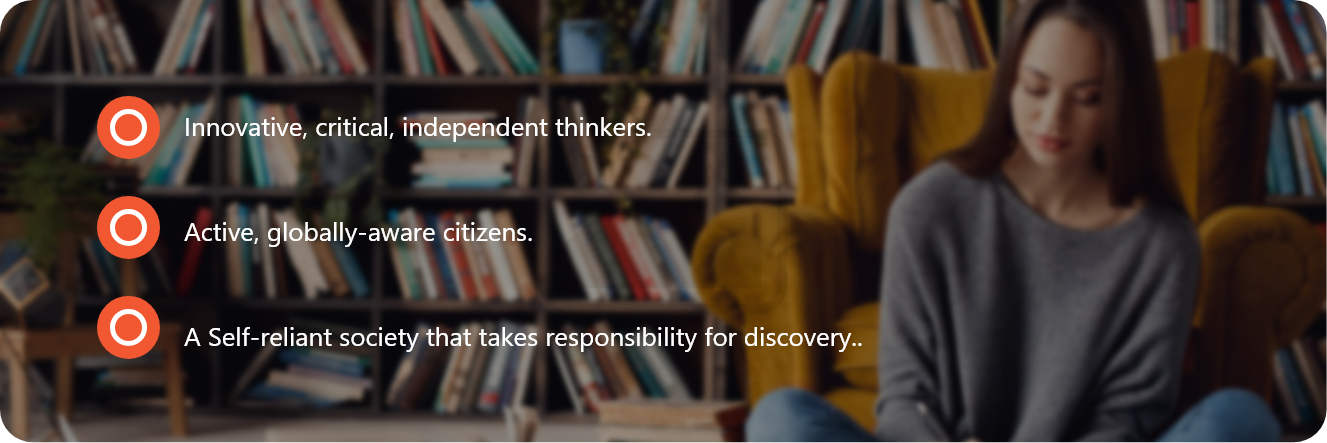 Innovative, critical, independent thinkers.
Active, globally-aware citizens.
A Self-reliant society that takes responsibility for discovery..